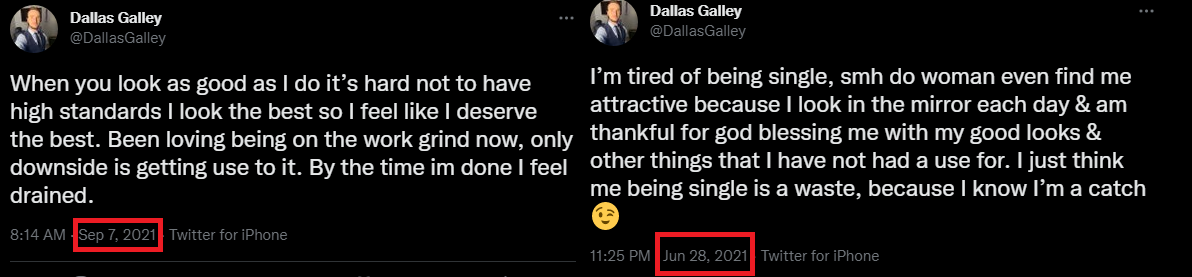 Dallas Galley
@DallasGalley
When you look as good as I do it’s hard not to have
high standards I look the best so I feel like I deserve
the best. Been loving being on the work grind now, only
downside is getting use to it. By the time im done I feel
drained.
8:14 AM · Sep 7, 2021 · Twitter for iPhone
Dallas Galley
@DallasGalley
I’m tired of being single, smh do woman even find me
attractive because I look in the mirror each day & am
thankful for god blessing me with my good looks &
other things that I have not had a use for. I just think
me being single is a waste, because I know I’m a catch
😉
11:25 PM · Jun 28, 2021 · Twitter for iPhone